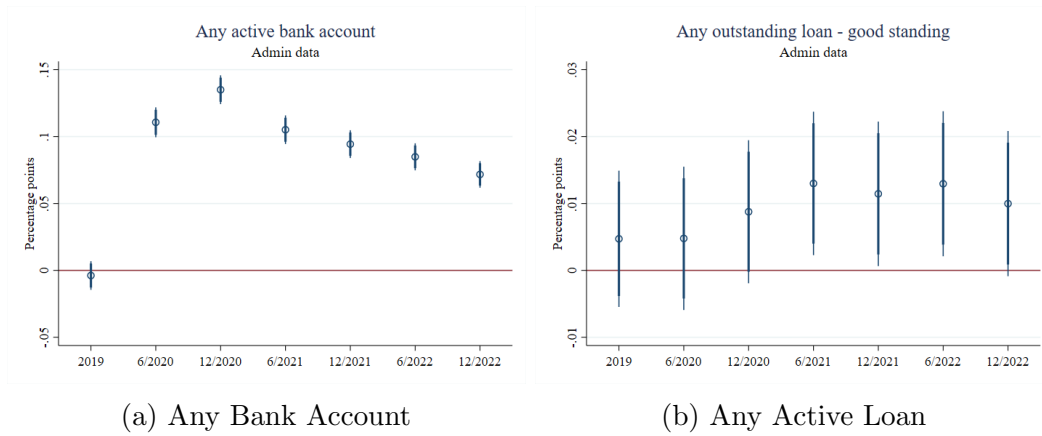 Any active bank account
Admin data
Percentage points
.15
.1
.05
0
-.05
2019 6/2020 12/2020 6/2021 12/2021 6/2022 12/2022
(a) Any Bank Account
Any outstanding loan - good standing
Admin data
Percentage points
.03
.02
.01
0
-.01
2019 6/2020 12/2020 6/2021 12/2021 6/2022 12/2022
(b) Any Active Loan